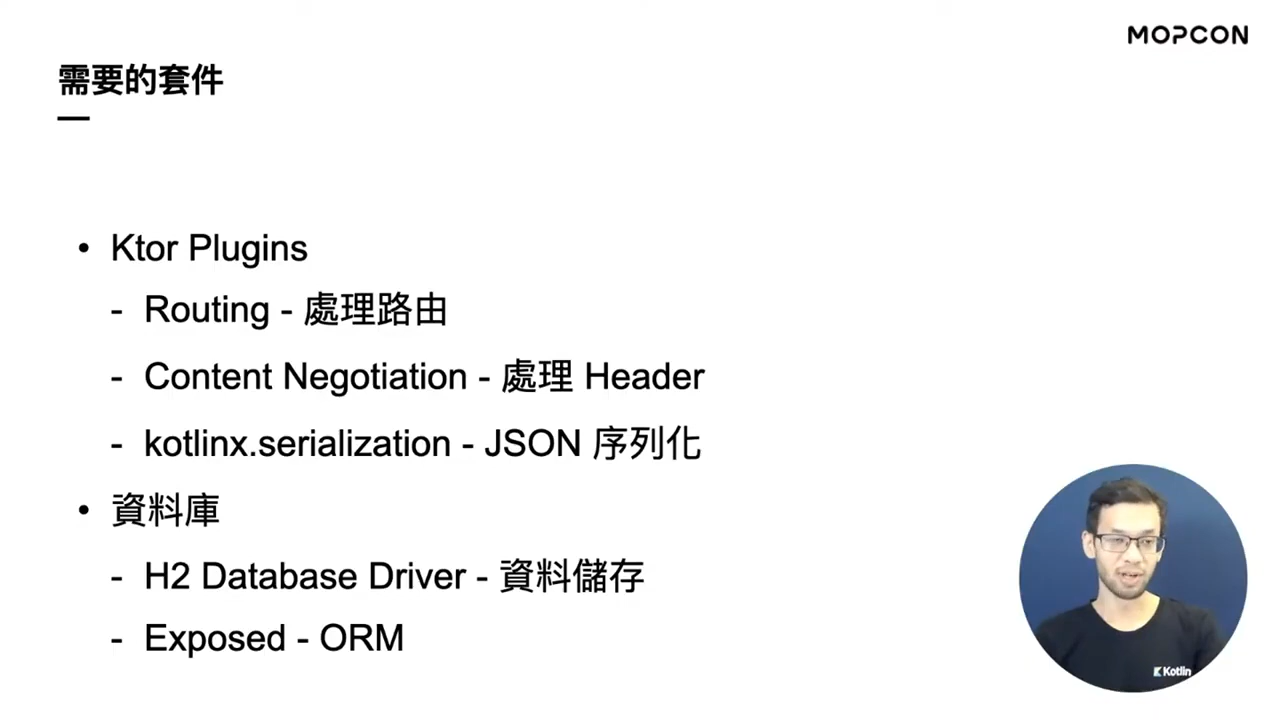 MOPCON
需要的套件
• Ktor Plugins
- Routing - 處理路由
- Content Negotiation - 處理 Header
- kotlinx.serialization - JSON 序列化
• 資料庫
- H2 Database Driver - 資料儲存
- Exposed - ORM
Kotlin